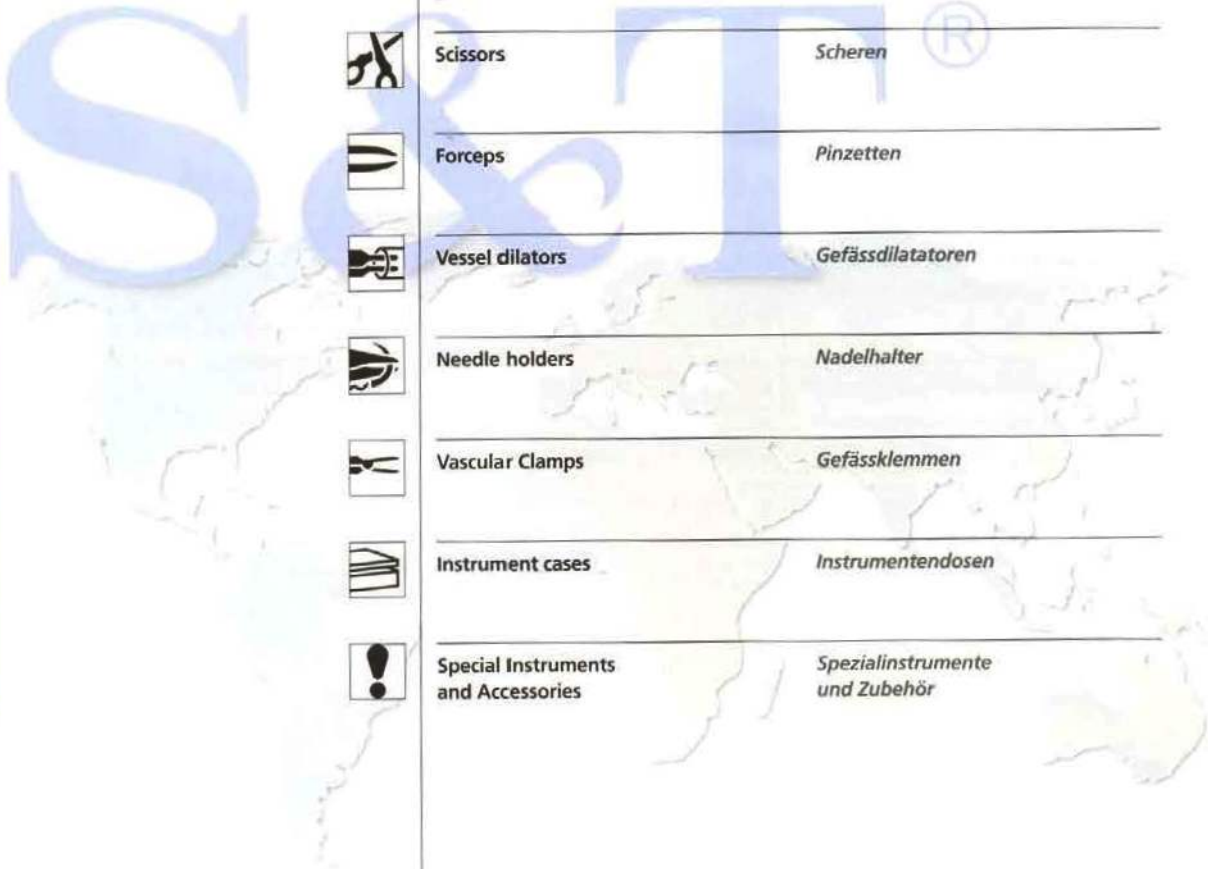 S&T®
Scissors Scheren
Forceps Pinzetten
Vessel dilators Gefässdilatatoren
Needle holders Nadelhalter
Vascular Clamps Gefässklemmen
Instrument cases Instrumentendosen
Special Instruments Spezialinstrumente
and Accessories und Zubehör